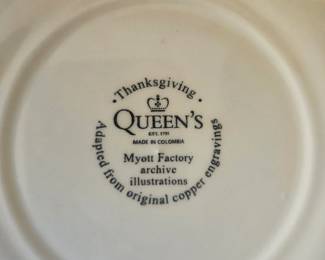 • Thanksgiving •
QUEEN'S
EST. 1791
MADE IN COLOMBIA
Myott Factory
archive
illustrations
Adapted from original copper engravings